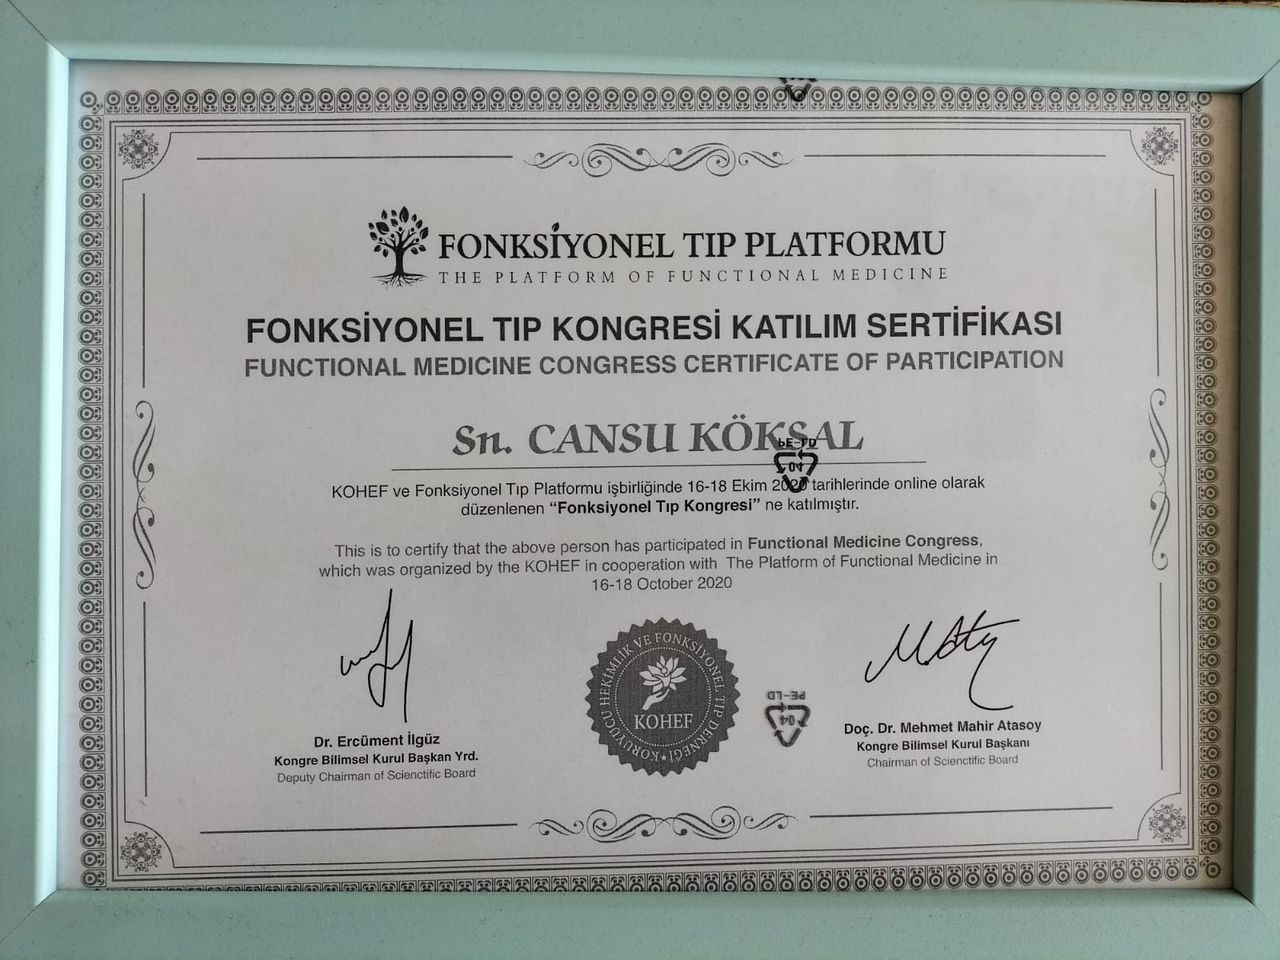 FONKSİYONEL TIP PLATFORMU
THE PLATFORM OF FUNCTIONAL MEDICINE
FONKSİYONEL TIP KONGRESİ KATILIM SERTİFİKASI
FUNCTIONAL MEDICINE CONGRESS CERTIFICATE OF PARTICIPATION
Sn. CANSU KÖKSAL
KOHEF ve Fonksiyonel Tıp Platformu işbirliğinde 16-18 Ekim 2020 tarihlerinde online olarak
düzenlenen “Fonksiyonel Tıp Kongresi” ne katılmıştır.
This is to certify that the above person has participated in Functional Medicine Congress,
which was organized by the KOHEF in cooperation with The Platform of Functional Medicine in
16-18 October 2020
KORUYUCU HEKİMLİK VE FONKSİYONEL TIP DERNEĞİ
KOHEF
PE-LD
04
PE-LD
04
Dr. Ercüment İlgüz
Kongre Bilimsel Kurul Başkan Yrd.
Deputy Chairman of Scienctific Board
Doç. Dr. Mehmet Mahir Atasoy
Kongre Bilimsel Kurul Başkanı
Chairman of Scienctific Board